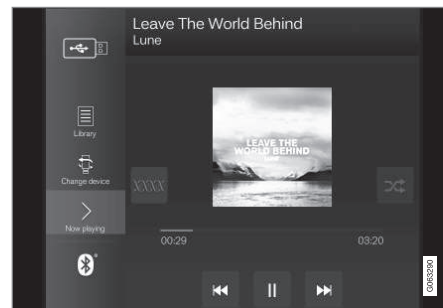 Leave The World Behind
Lune
Library
Change device
Now playing
LEAVE THE
WORLD BEHIND
LUNE
XXXX
00:29
03:20
G063290